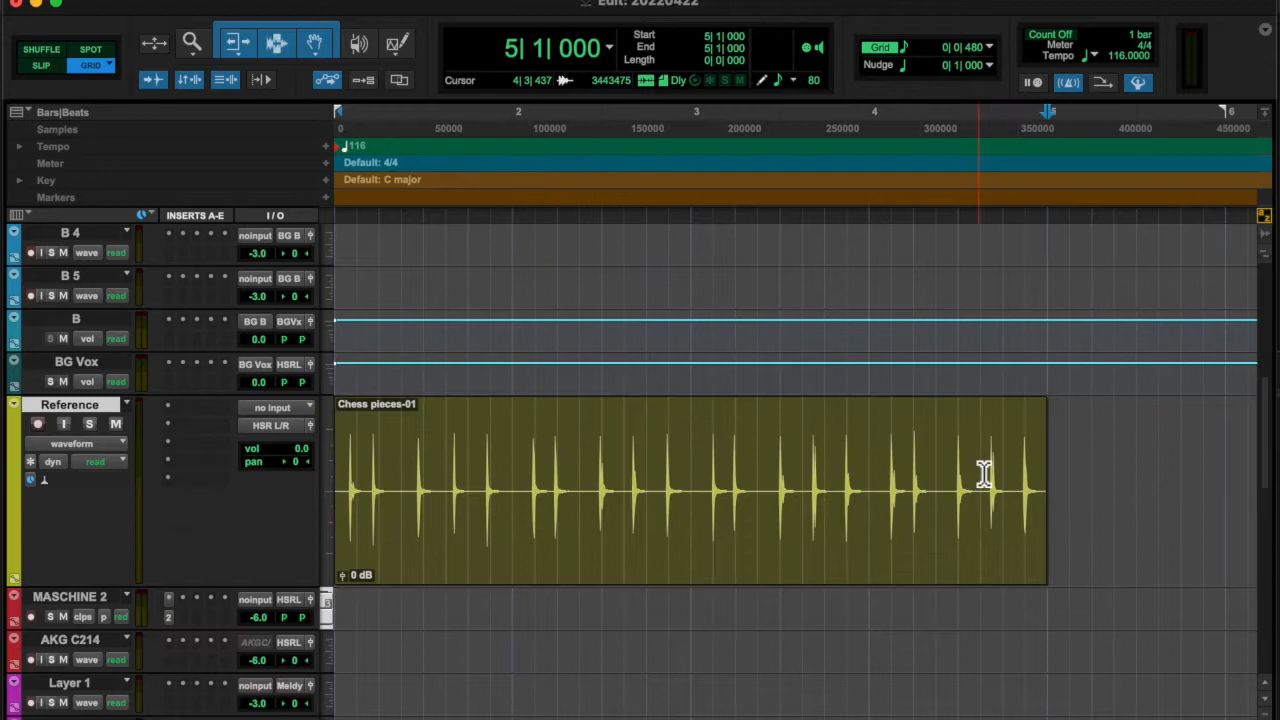 Edit: 20220422
SHUFFLE SPOT
SLIP GRID
5| 1| 000
Start 5| 1| 000
End 5| 1| 000
Length 0| 0| 000
Cursor 4| 3| 437 3443475 Dly S M 80
Grid 0| 0| 480
Nudge 0| 1| 000
Count Off 1 bar
Meter 4/4
Tempo 116.0000
Bars|Beats 2 3 4 5 6
Samples 0 50000 100000 150000 200000 250000 300000 350000 400000 450000
Tempo + 116
Meter + Default: 4/4
Key + Default: C major
Markers +
INSERTS A-E I / O
a z
B 4 noinput BG B
I S M wave read -3.0 0
B 5 noinput BG B
I S M wave read -3.0 0
B BG B BGVx
S M vol read 0.0 P P
BG Vox BG Vox HSRL
S M vol read 0.0 P P
Reference no input Chess pieces-01
I S M HSR L/R
waveform vol 0.0
dyn read pan 0
0 dB
MASCHINE 2 noinput HSRL
S M clps p red 2 -6.0 P P
AKG C214 AKGC/ HSRL
I S M wave read -6.0 0
Layer 1 noinput Meldy
I S M wave read -3.0 0